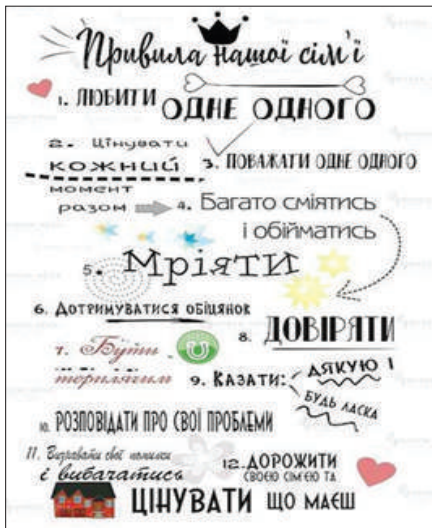 Правила нашої сім'ї
1. ЛЮБИТИ ОДНЕ ОДНОГО
2. Цінувати
кожний
момент
разом
3. ПОВАЖАТИ ОДНЕ ОДНОГО
4. Багато сміятись
і обійматись
5. Мріяти
6. Дотримуватися обіцянок
7. Бути
терплячим
8. ДОВІРЯТИ
9. Казати: ДЯКУЮ І
БУДЬ ЛАСКА
10. РОЗПОВІДАТИ ПРО СВОЇ ПРОБЛЕМИ
11. Визнавати свої помилки
і вибачатись
12. ДОРОЖИТИ
СВОЄЮ СІМ'ЄЮ ТА
ЦІНУВАТИ ЩО МАЄШ